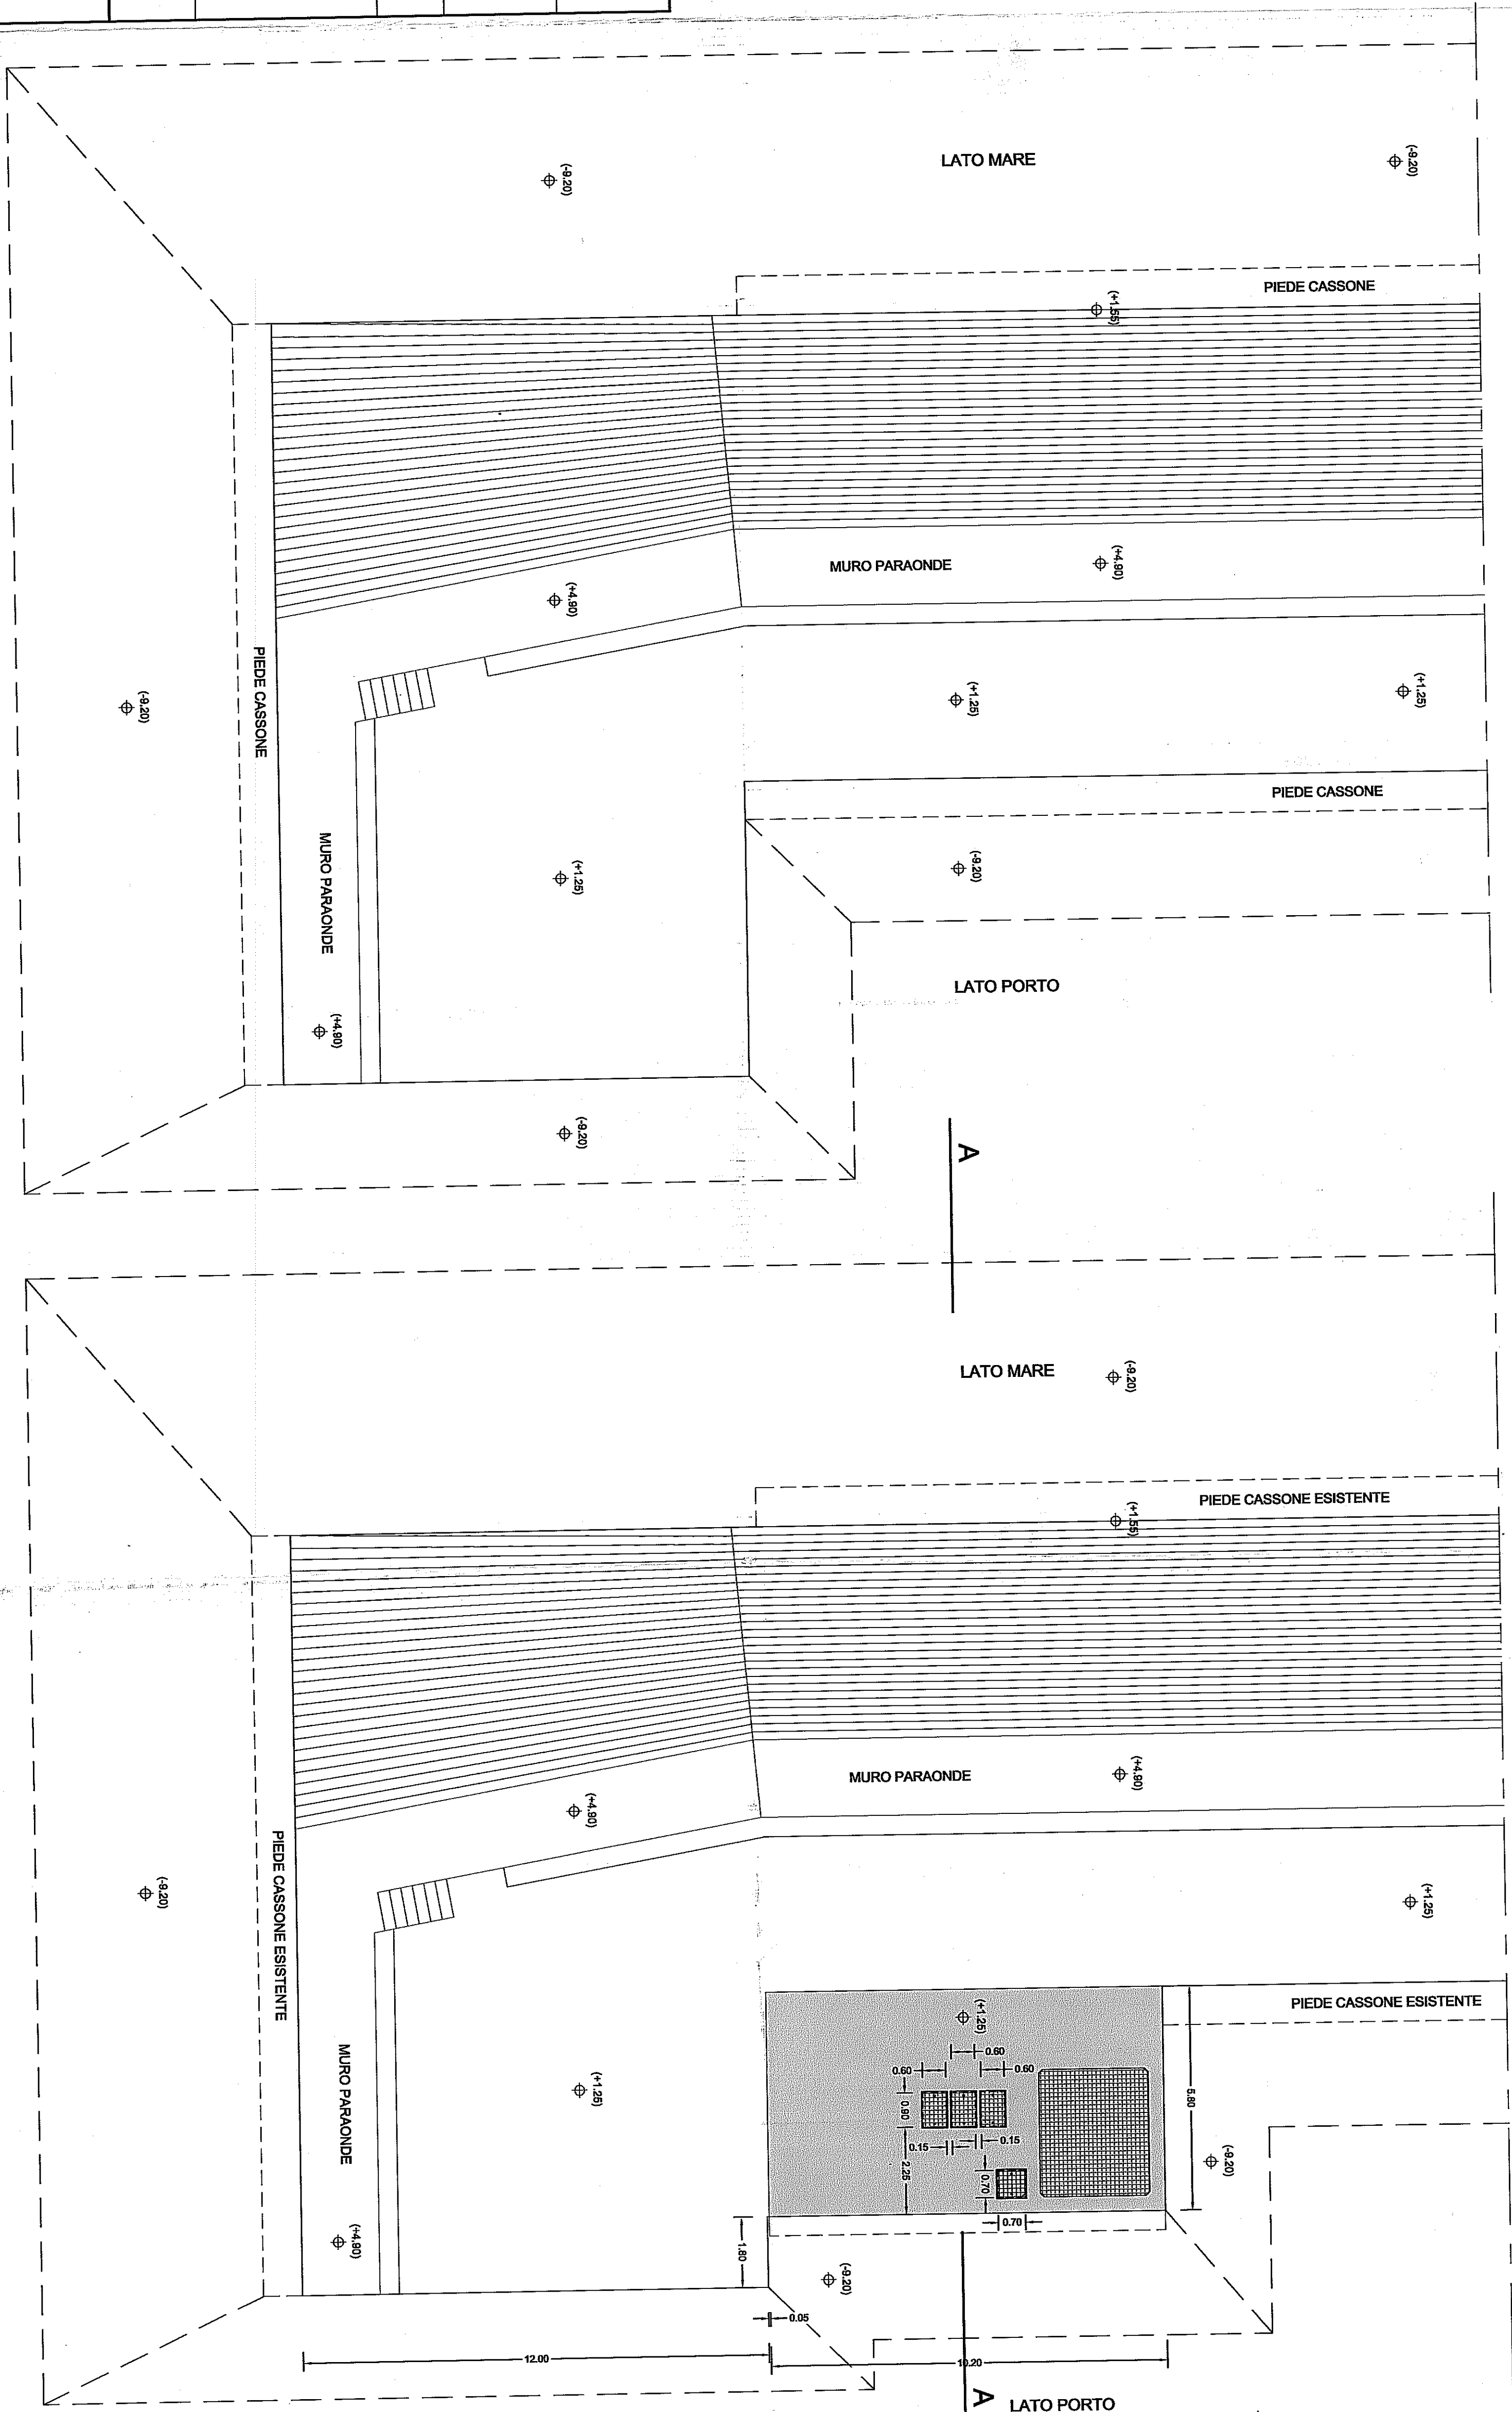 LATO MARE
(-9.20)
(-9.20)
PIEDE CASSONE
(+1.55)
MURO PARAONDE
(+4.90)
(+4.90)
PIEDE CASSONE
(-9.20)
(+1.25)
(+1.25)
PIEDE CASSONE
MURO PARAONDE
(+1.25)
(-9.20)
LATO PORTO
(+4.90)
(-9.20)
A
LATO MARE
(-9.20)
PIEDE CASSONE ESISTENTE
(+1.55)
MURO PARAONDE
(+4.90)
(+4.90)
PIEDE CASSONE ESISTENTE
(-9.20)
(+1.25)
PIEDE CASSONE ESISTENTE
(+1.25)
0.60
0.60
0.60
MURO PARAONDE
(+1.25)
0.90
5.80
0.15
0.15
2.25
0.70
(-9.20)
0.70
(+4.90)
1.80
(-9.20)
0.05
12.00
10.20
A
LATO PORTO